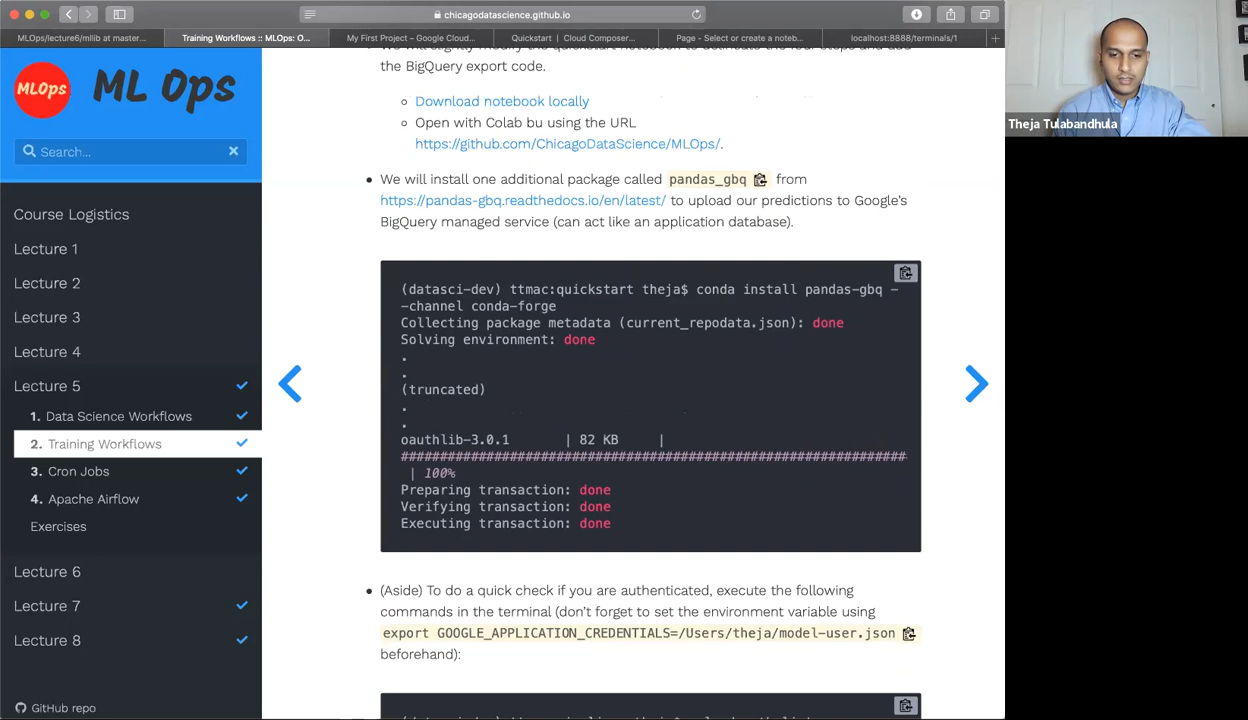 chicagodatascience.github.io
MLOps/lecture6/mllib at master...
Training Workflows :: MLOps: O...
My First Project – Google Cloud...
Quickstart | Cloud Composer...
Page - Select or create a noteb...
localhost:8888/terminals/1
MLOps
ML Ops
Search...
Course Logistics
Lecture 1
Lecture 2
Lecture 3
Lecture 4
Lecture 5
1. Data Science Workflows
2. Training Workflows
3. Cron Jobs
4. Apache Airflow
Exercises
Lecture 6
Lecture 7
Lecture 8
GitHub repo
the BigQuery export code.
Download notebook locally
Open with Colab bu using the URL
https://github.com/ChicagoDataScience/MLOps/.
We will install one additional package called pandas_gbq from
https://pandas-gbq.readthedocs.io/en/latest/ to upload our predictions to Google's
BigQuery managed service (can act like an application database).
(datasci-dev) ttmac:quickstart theja$ conda install pandas-gbq -
-channel conda-forge
Collecting package metadata (current_repodata.json): done
Solving environment: done
.
.
(truncated)
.
.
oauthlib-3.0.1 | 82 KB |
###################################################################
| 100%
Preparing transaction: done
Verifying transaction: done
Executing transaction: done
(Aside) To do a quick check if you are authenticated, execute the following
commands in the terminal (don't forget to set the environment variable using
export GOOGLE_APPLICATION_CREDENTIALS=/Users/theja/model-user.json
beforehand):
Theja Tulabandhula